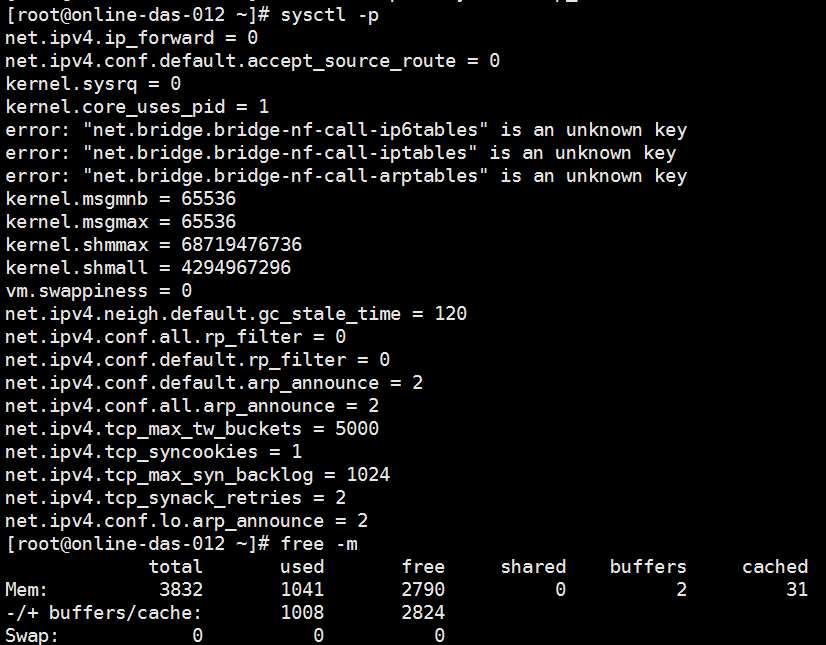 [root@online-das-012 ~]# sysctl -p
net.ipv4.ip_forward = 0
net.ipv4.conf.default.accept_source_route = 0
kernel.sysrq = 0
kernel.core_uses_pid = 1
error: "net.bridge.bridge-nf-call-ip6tables" is an unknown key
error: "net.bridge.bridge-nf-call-iptables" is an unknown key
error: "net.bridge.bridge-nf-call-arptables" is an unknown key
kernel.msgmnb = 65536
kernel.msgmax = 65536
kernel.shmmax = 68719476736
kernel.shmall = 4294967296
vm.swappiness = 0
net.ipv4.neigh.default.gc_stale_time = 120
net.ipv4.conf.all.rp_filter = 0
net.ipv4.conf.default.rp_filter = 0
net.ipv4.conf.default.arp_announce = 2
net.ipv4.conf.all.arp_announce = 2
net.ipv4.tcp_max_tw_buckets = 5000
net.ipv4.tcp_syncookies = 1
net.ipv4.tcp_max_syn_backlog = 1024
net.ipv4.tcp_synack_retries = 2
net.ipv4.conf.lo.arp_announce = 2
[root@online-das-012 ~]# free -m
             total       used       free     shared    buffers     cached
Mem:          3832       1041       2790          0          2         31
-/+ buffers/cache:       1008       2824
Swap:            0          0          0